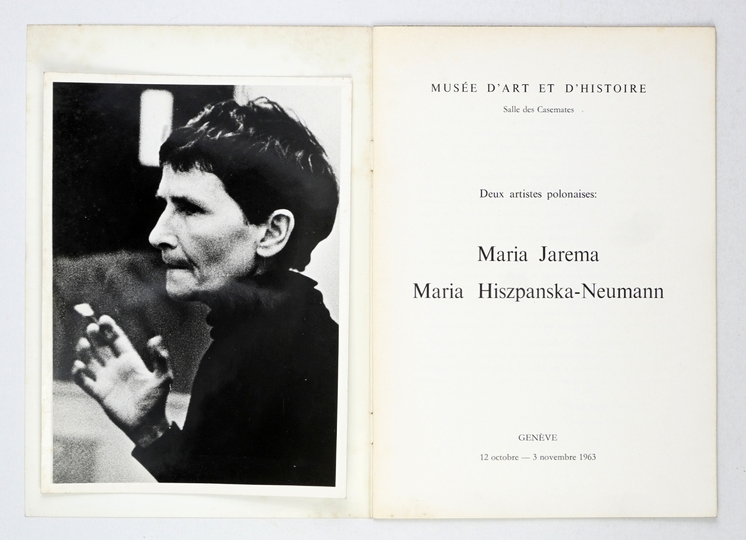 MUSÉE D'ART ET D'HISTOIRE
Salle des Casemates
Deux artistes polonaises:
Maria Jarema
Maria Hiszpanska-Neumann
GENÈVE
12 octobre — 3 novembre 1963